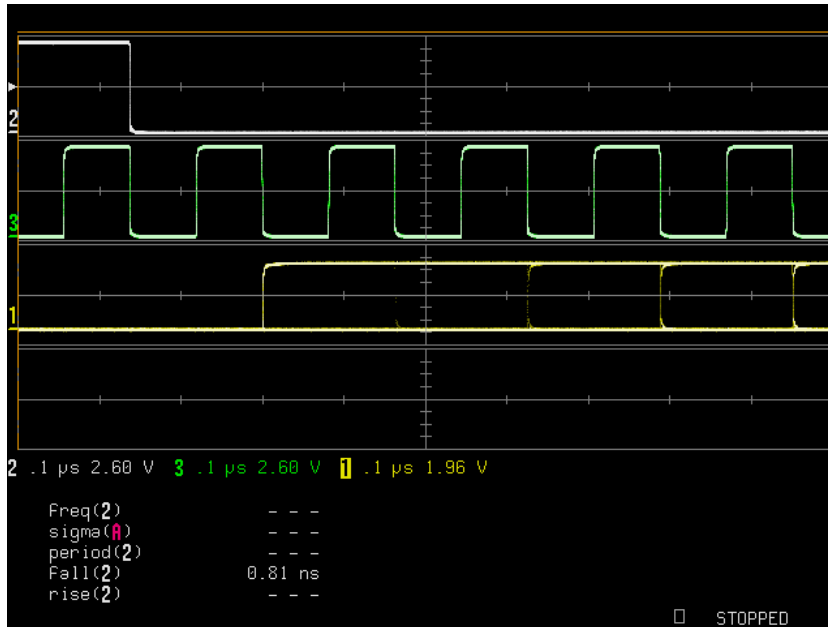 2
3
1
2 .1 µs 2.60 V 3 .1 µs 2.60 V 1 .1 µs 1.96 V
freq(2) - - -
sigma(A) - - -
period(2) - - -
fall(2) 0.81 ns
rise(2) - - -
STOPPED